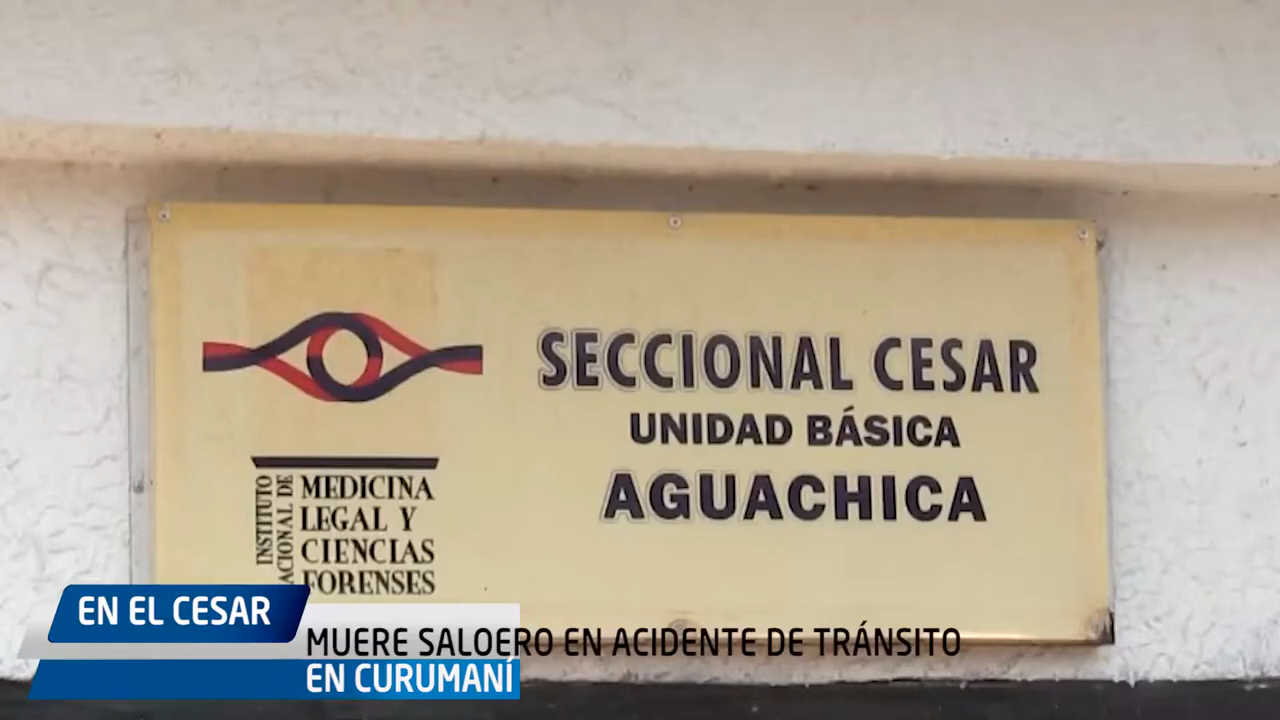 SECCIONAL CESAR
UNIDAD BÁSICA
AGUACHICA
INSTITUTO
NACIONAL DE
MEDICINA
LEGAL Y
CIENCIAS
FORENSES
EN EL CESAR
MUERE SALOERO EN ACIDENTE DE TRÁNSITO
EN CURUMANÍ